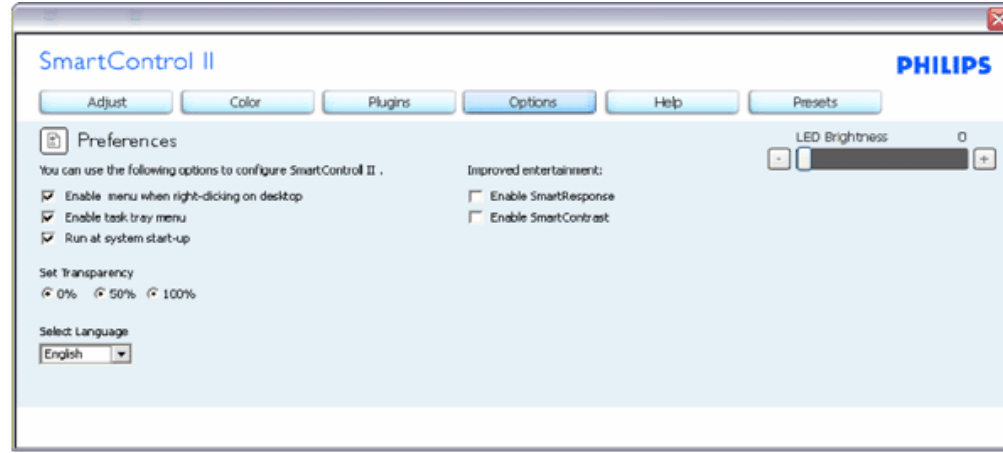 SmartControl II
PHILIPS
Adjust Color Plugins Options Help Presets
Preferences
LED Brightness 0
- +
You can use the following options to configure SmartControl II .
Improved entertainment:
Enable menu when right-clicking on desktop
Enable SmartResponse
Enable task tray menu
Enable SmartContrast
Run at system start-up
Set Transparency
0% 50% 100%
Select Language
English